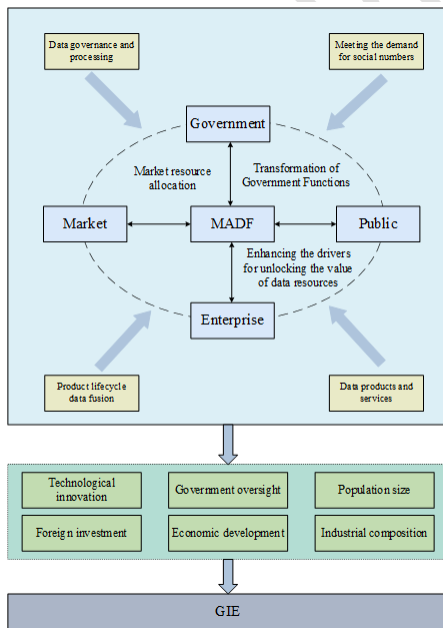 Data governance and
processing
Meeting the demand
for social numbers
Government
Market resource
allocation
Transformation of
Government Functions
Market
MADF
Public
Enhancing the drivers
for unlocking the value
of data resources
Enterprise
Product lifecycle
data fusion
Data products and
services
Technological
innovation
Government oversight
Population size
Foreign investment
Economic development
Industrial composition
GIE